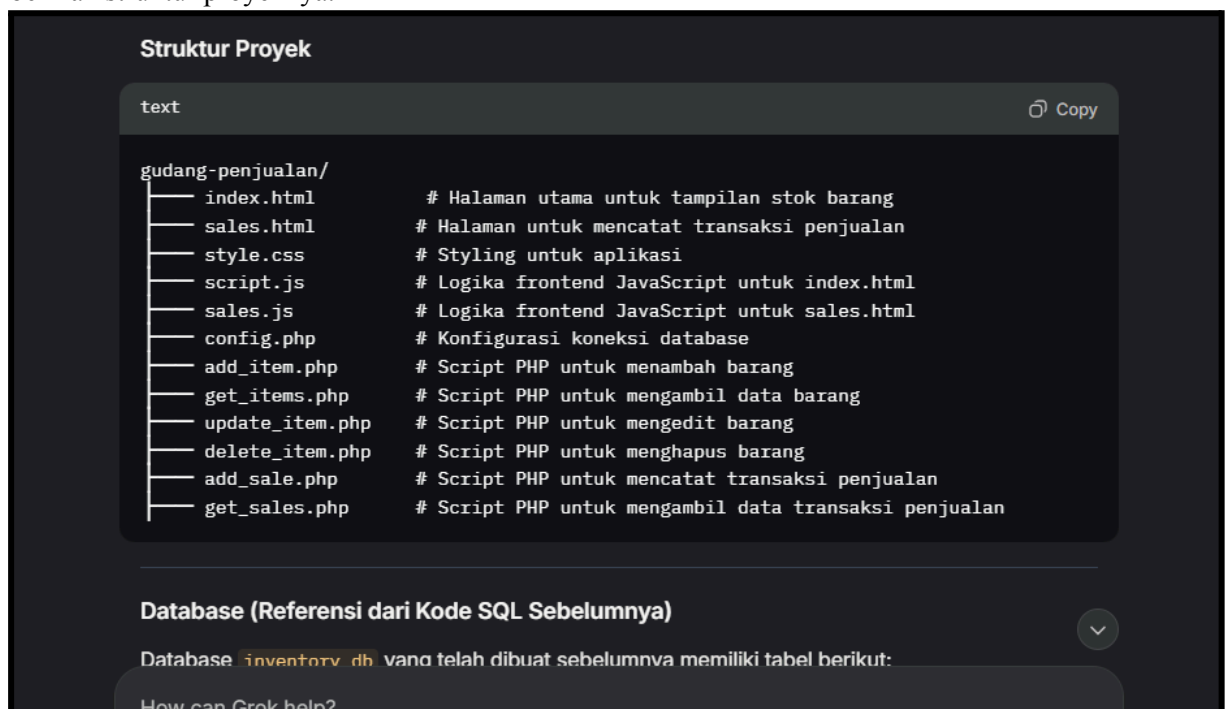 Struktur Proyek
text
Copy
gudang-penjualan/
├── index.html # Halaman utama untuk tampilan stok barang
├── sales.html # Halaman untuk mencatat transaksi penjualan
├── style.css # Styling untuk aplikasi
├── script.js # Logika frontend JavaScript untuk index.html
├── sales.js # Logika frontend JavaScript untuk sales.html
├── config.php # Konfigurasi koneksi database
├── add_item.php # Script PHP untuk menambah barang
├── get_items.php # Script PHP untuk mengambil data barang
├── update_item.php # Script PHP untuk mengedit barang
├── delete_item.php # Script PHP untuk menghapus barang
├── add_sale.php # Script PHP untuk mencatat transaksi penjualan
├── get_sales.php # Script PHP untuk mengambil data transaksi penjualan
Database (Referensi dari Kode SQL Sebelumnya)
Database inventory_db yang telah dibuat sebelumnya memiliki tabel berikut:
How can Grok help?